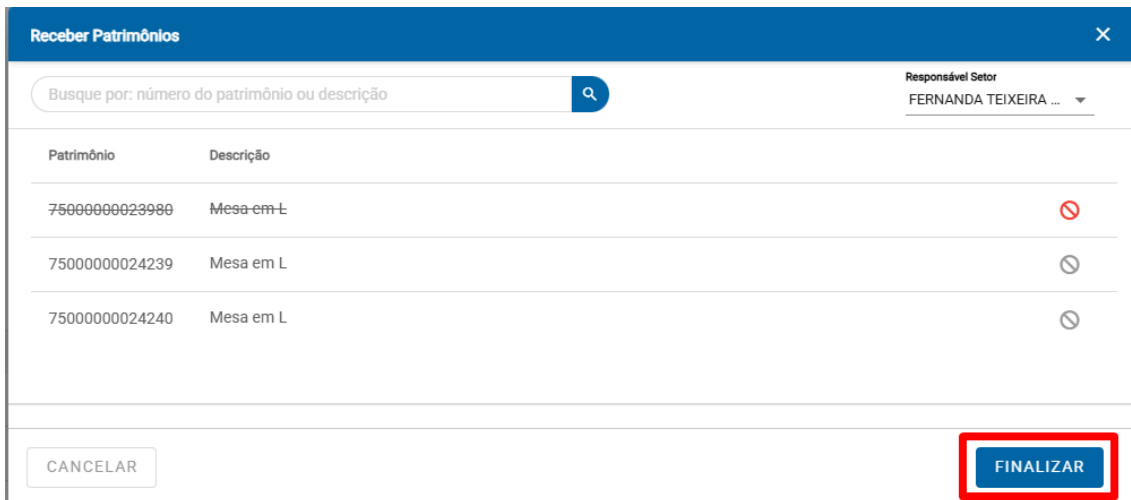 Receber Patrimônios
Busque por: número do patrimônio ou descrição
Responsável Setor
FERNANDA TEIXEIRA ...
Patrimônio Descrição
75000000023980 Mesa em L
75000000024239 Mesa em L
75000000024240 Mesa em L
CANCELAR FINALIZAR